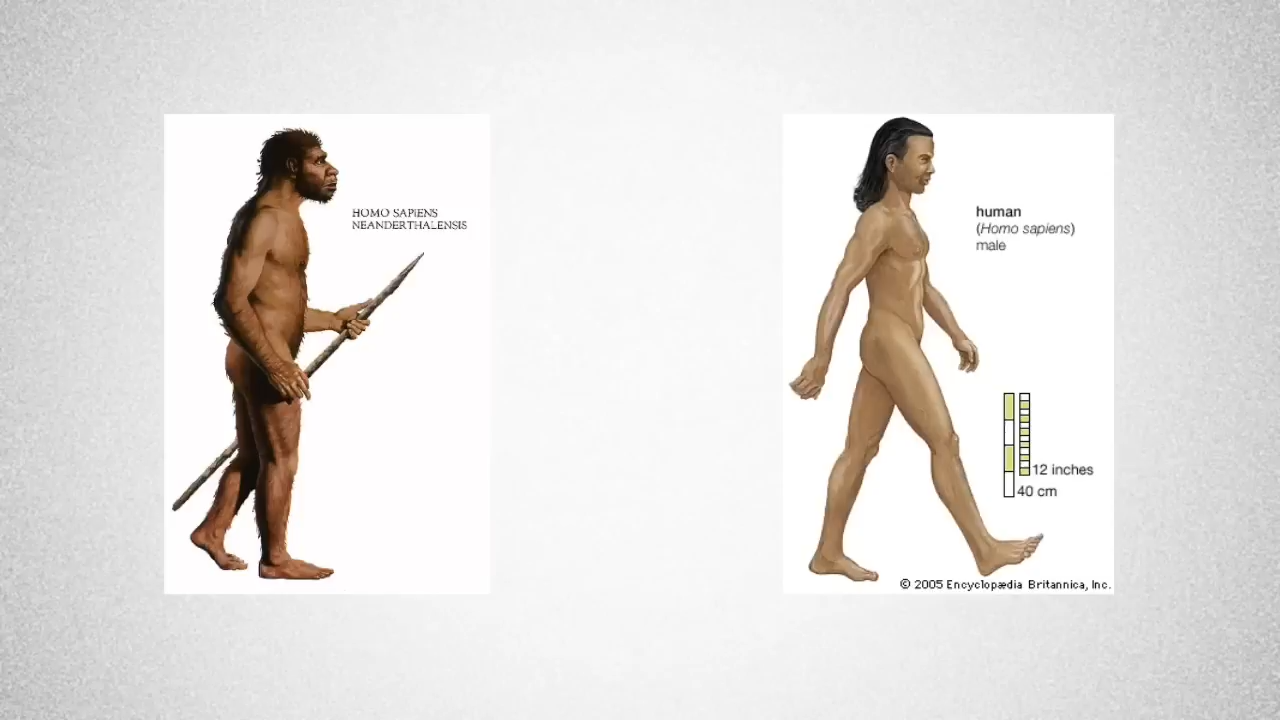 HOMO SAPIENS
NEANDERTHALENSIS
human
(Homo sapiens)
male
12 inches
40 cm
© 2005 Encyclopædia Britannica, Inc.